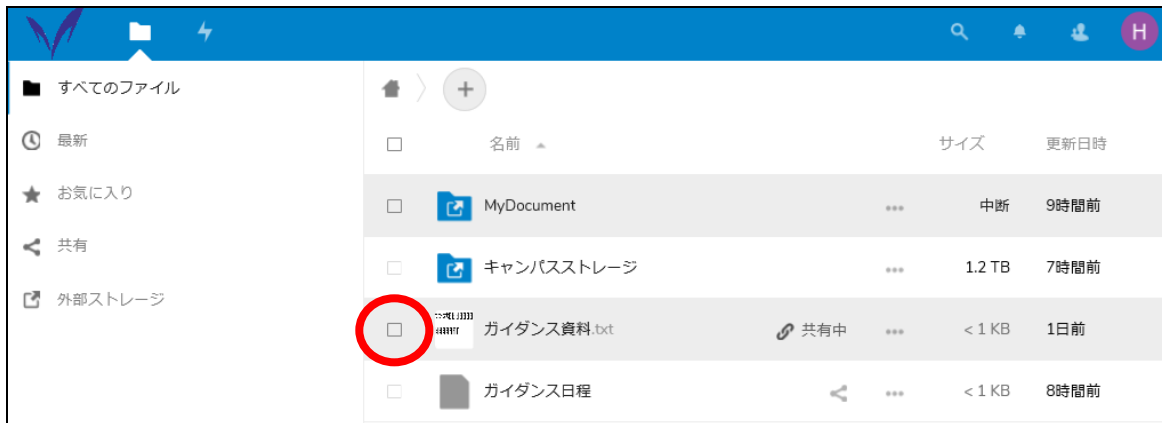 H
すべてのファイル
最新
お気に入り
共有
外部ストレージ
名前 サイズ 更新日時
MyDocument 中断 9時間前
キャンパスストレージ 1.2 TB 7時間前
ガイダンス資料.txt 共有中 < 1 KB 1日前
ガイダンス日程 < 1 KB 8時間前